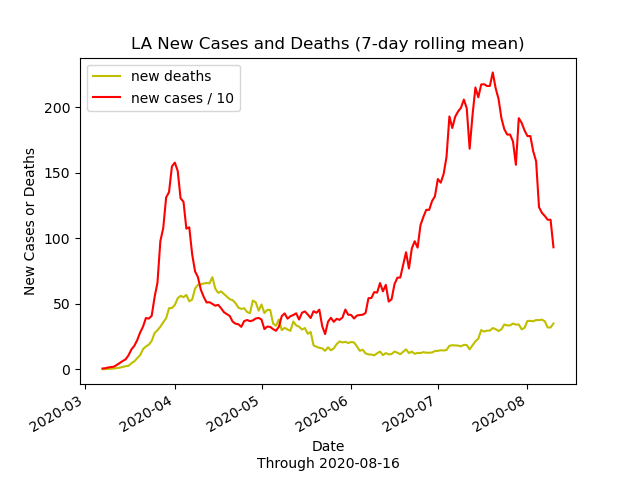 LA New Cases and Deaths (7-day rolling mean)
new deaths
new cases / 10
New Cases or Deaths
200
150
100
50
0
2020-03
2020-04
2020-05
2020-06
2020-07
2020-08
Date
Through 2020-08-16